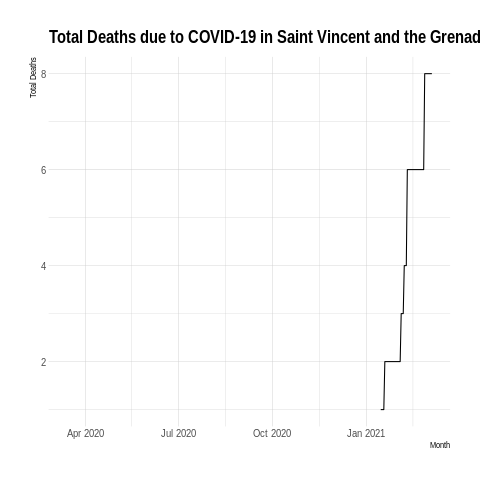 Total Deaths due to COVID-19 in Saint Vincent and the Grenad
Total Deaths
8
6
4
2
Apr 2020 Jul 2020 Oct 2020 Jan 2021
Month